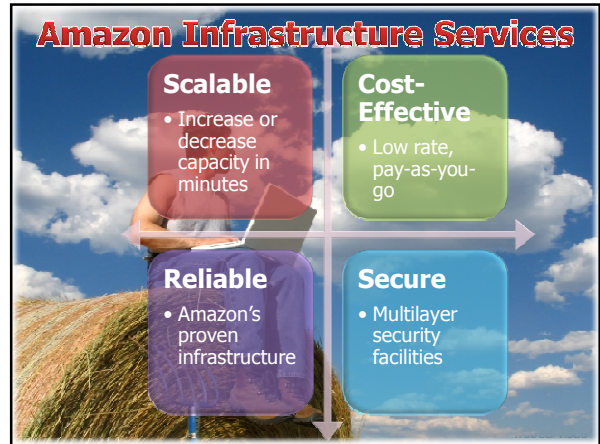 Amazon Infrastructure Services
Scalable
• Increase or
decrease
capacity in
minutes
Cost-
Effective
• Low rate,
pay-as-you-
go
Reliable
• Amazon's
proven
infrastructure
Secure
• Multilayer
security
facilities